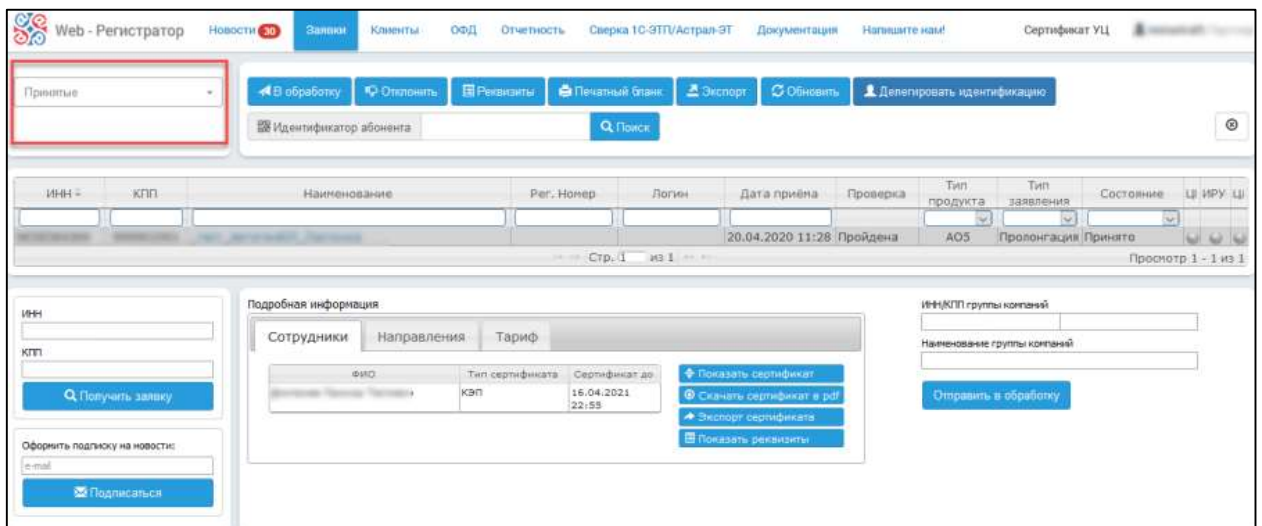 Web - Регистратор
Новости 30
Заявки
Клиенты
ОФД
Отчетность
Сверка 1С-ЭТП/Астрал-ЭТ
Документация
Напишите нам!
Сертификат УЦ
Принятые
В обработку
Отклонить
Реквизиты
Печатный бланк
Экспорт
Обновить
Делегировать идентификацию
Идентификатор абонента
Поиск
ИНН КПП Наименование Рег. Номер Логин Дата приёма Проверка Тип продукта Тип заявления Состояние ЦІ ИРУ ЦІ
20.04.2020 11:28 Пройдена АО5 Пролонгация Принято
Стр. 1 из 1
Просмотр 1 - 1 из 1
ИНН
КПП
Получить заявку
Оформить подписку на новости:
e-mail
Подписаться
Подробная информация
Сотрудники Направления Тариф
ФИО Тип сертификата Сертификат до
КЭП 16.04.2021
22:55
Показать сертификат
Скачать сертификат в pdf
Экспорт сертификата
Показать реквизиты
ИНН/КПП группы компаний
Наименование группы компаний
Отправить в обработку